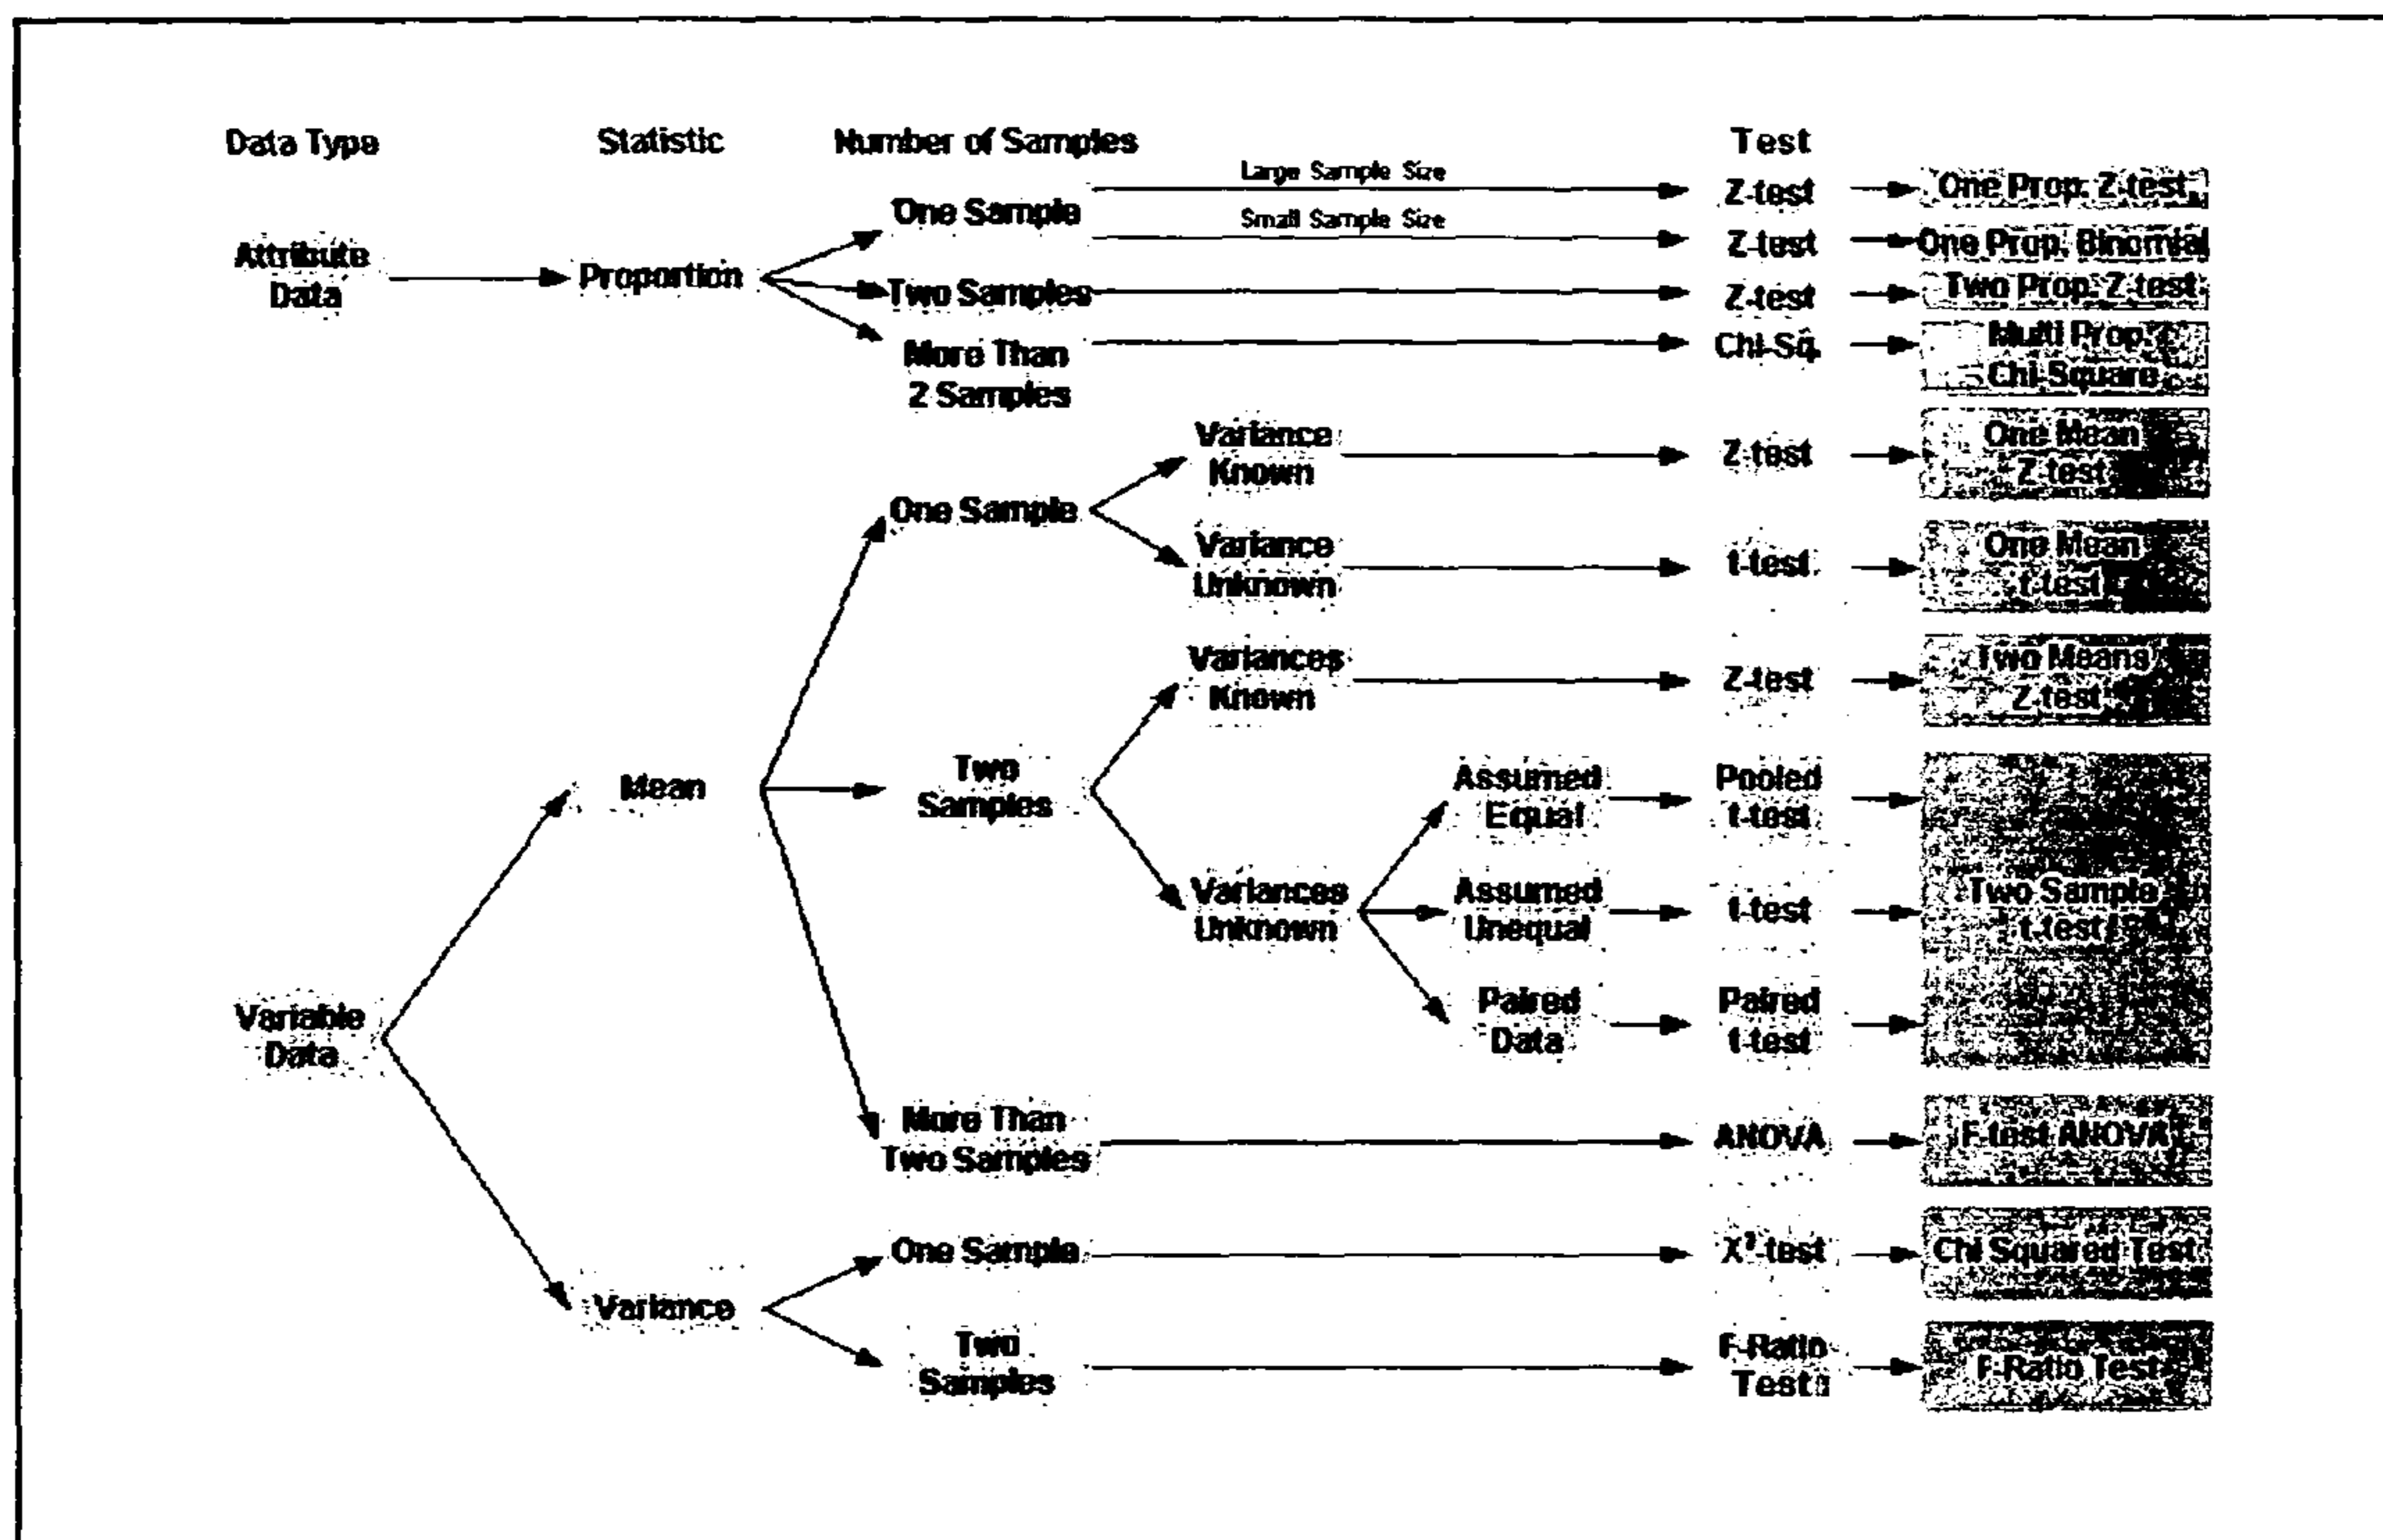 Data Type
Statistic
Number of Samples
Test
Attribute
Data
Proportion
One Sample
Large Sample Size
Z-test
One Prop. Z-test
Small Sample Size
Z-test
One Prop. Binomial
Two Samples
Z-test
Two Prop. Z-test
More Than
2 Samples
Chi-Sq.
Multi Prop.
Chi-Square
Variable
Data
Mean
One Sample
Variance
Known
Z-test
One Mean
Z-test
Variance
Unknown
t-test
One Mean
t-test
Two
Samples
Variances
Known
Z-test
Two Means
Z-test
Variances
Unknown
Assumed
Equal
Pooled
t-test
Assumed
Unequal
t-test
Paired
Data
Paired
t-test
Two Sample
t-test
More Than
Two Samples
ANOVA
F-test ANOVA
Variance
One Sample
X²-test
Chi Squared Test
Two
Samples
F-Ratio
Test
F-Ratio Test